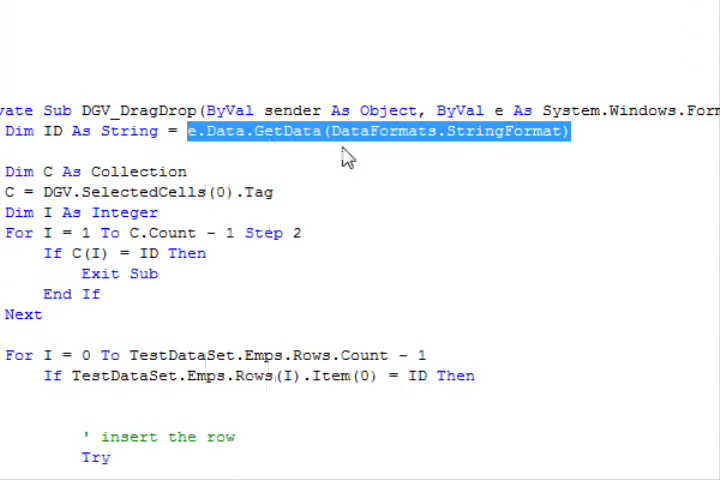 vate Sub DGV_DragDrop(ByVal sender As Object, ByVal e As System.Windows.Form
Dim ID As String = e.Data.GetData(DataFormats.StringFormat)
Dim C As Collection
C = DGV.SelectedCells(0).Tag
Dim I As Integer
For I = 1 To C.Count - 1 Step 2
If C(I) = ID Then
Exit Sub
End If
Next
For I = 0 To TestDataSet.Emps.Rows.Count - 1
If TestDataSet.Emps.Rows(I).Item(0) = ID Then
' insert the row
Try